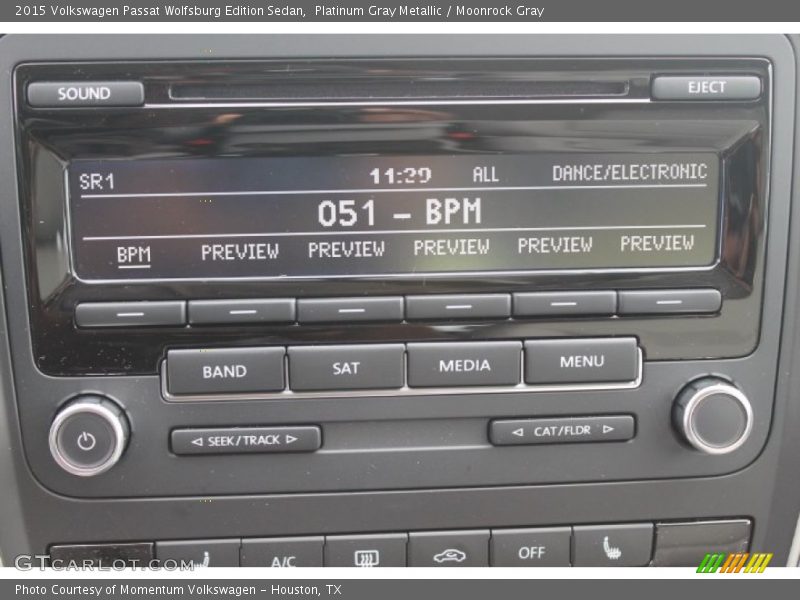 2015 Volkswagen Passat Wolfsburg Edition Sedan,  Platinum Gray Metallic / Moonrock Gray
SOUND
EJECT
SR1 11:29 ALL DANCE/ELECTRONIC
051 - BPM
BPM PREVIEW PREVIEW PREVIEW PREVIEW PREVIEW
BAND SAT MEDIA MENU
SEEK/TRACK
CAT/FLDR
A/C OFF
GTCARLOT.COM
Photo Courtesy of Momentum Volkswagen - Houston, TX